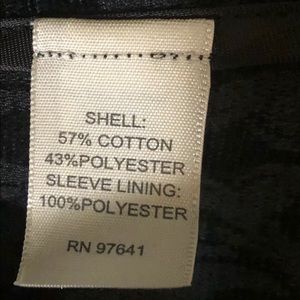 SHELL:
57% COTTON
43%POLYESTER
SLEEVE LINING:
100%POLYESTER
RN 97641